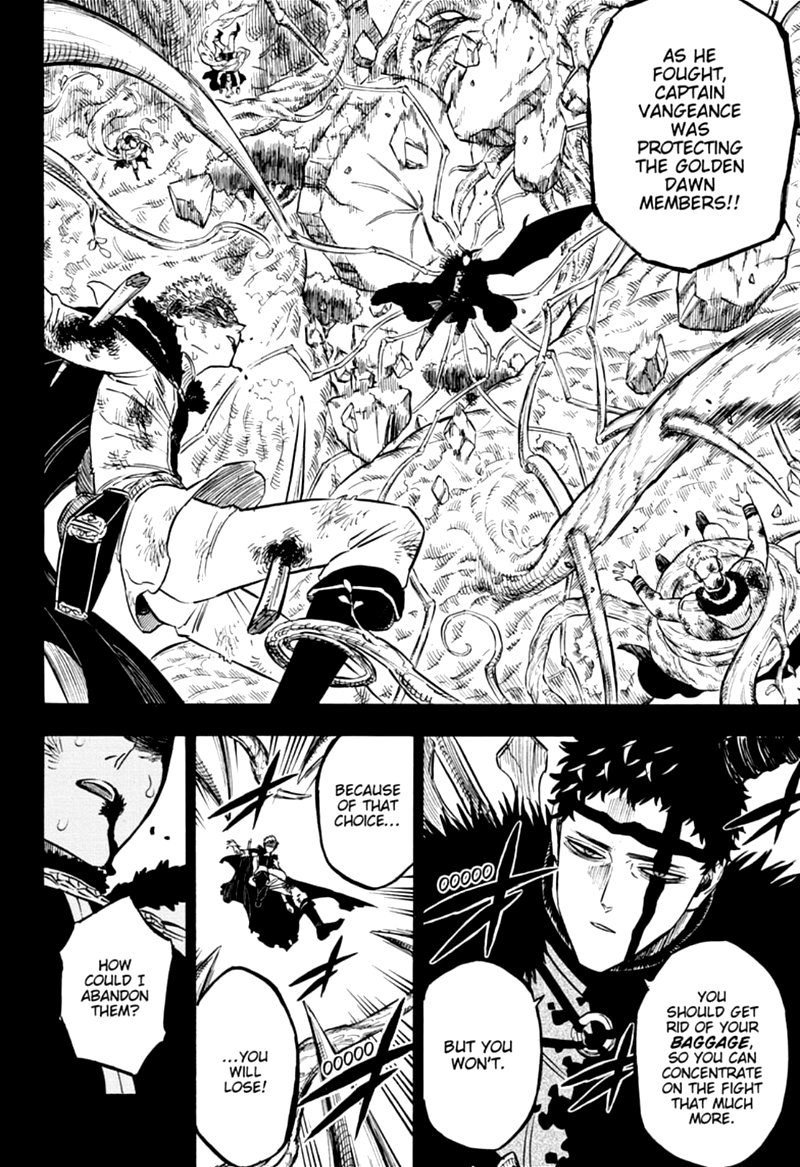 AS HE
FOUGHT,
CAPTAIN
VANGEANCE
WAS
PROTECTING
THE GOLDEN
DAWN
MEMBERS!!
YOU
SHOULD GET
RID OF YOUR
BAGGAGE,
SO YOU CAN
CONCENTRATE
ON THE FIGHT
THAT MUCH
MORE.
OOOOO
BUT YOU
WON'T.
BECAUSE
OF THAT
CHOICE...
...YOU
WILL
LOSE!
OOOOO
HOW
COULD I
ABANDON
THEM?